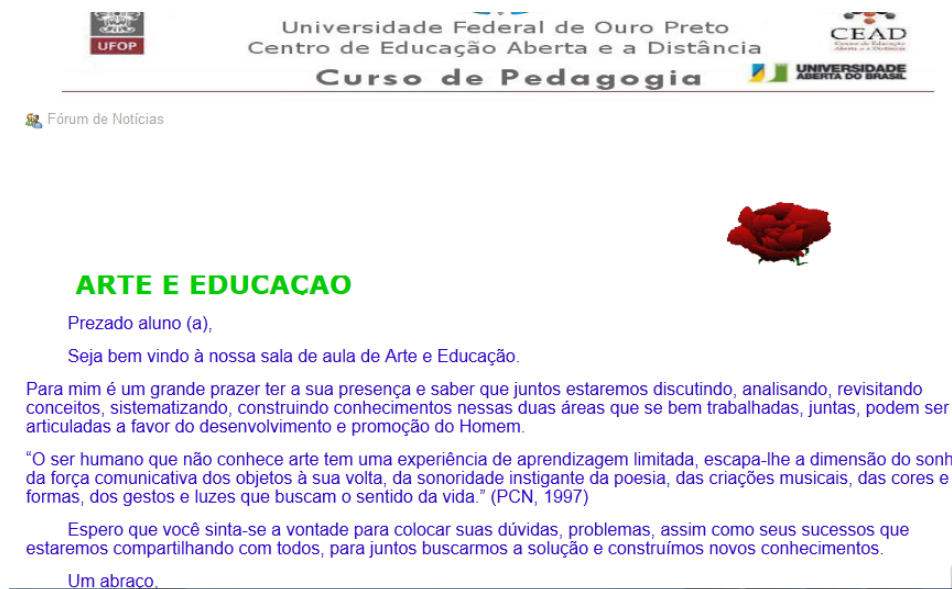 UFOP
Universidade Federal de Ouro Preto
Centro de Educação Aberta e a Distância
Curso de Pedagogia
CEAD
Centro de Educação
Aberta e a Distância
UNIVERSIDADE
ABERTA DO BRASIL
Fórum de Notícias
ARTE E EDUCAÇAO
Prezado aluno (a),
Seja bem vindo à nossa sala de aula de Arte e Educação.
Para mim é um grande prazer ter a sua presença e saber que juntos estaremos discutindo, analisando, revisitando
conceitos, sistematizando, construindo conhecimentos nessas duas áreas que se bem trabalhadas, juntas, podem ser
articuladas a favor do desenvolvimento e promoção do Homem.
“O ser humano que não conhece arte tem uma experiência de aprendizagem limitada, escapa-lhe a dimensão do sonh
da força comunicativa dos objetos à sua volta, da sonoridade instigante da poesia, das criações musicais, das cores e
formas, dos gestos e luzes que buscam o sentido da vida.” (PCN, 1997)
Espero que você sinta-se a vontade para colocar suas dúvidas, problemas, assim como seus sucessos que
estaremos compartilhando com todos, para juntos buscarmos a solução e construímos novos conhecimentos.
Um abraço,